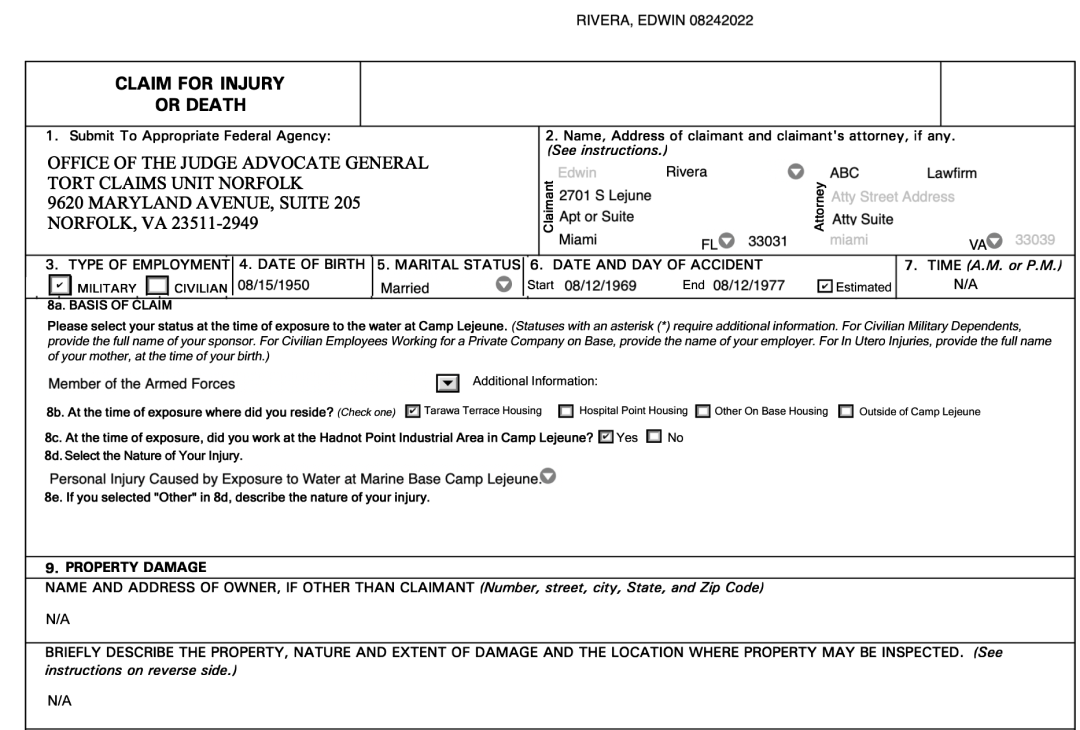 RIVERA, EDWIN 08242022
CLAIM FOR INJURY
OR DEATH
1. Submit To Appropriate Federal Agency:
OFFICE OF THE JUDGE ADVOCATE GENERAL
TORT CLAIMS UNIT NORFOLK
9620 MARYLAND AVENUE, SUITE 205
NORFOLK, VA 23511-2949
2. Name, Address of claimant and claimant's attorney, if any.
(See instructions.)
Claimant
Edwin Rivera
2701 S Lejune
Apt or Suite
Miami FL 33031
Attorney
ABC Lawfirm
Atty Street Address
Atty Suite
miami VA 33039
3. TYPE OF EMPLOYMENT
MILITARY CIVILIAN
4. DATE OF BIRTH
08/15/1950
5. MARITAL STATUS
Married
6. DATE AND DAY OF ACCIDENT
Start 08/12/1969 End 08/12/1977 Estimated
7. TIME (A.M. or P.M.)
N/A
8a. BASIS OF CLAIM
Please select your status at the time of exposure to the water at Camp Lejeune. (Statuses with an asterisk (*) require additional information. For Civilian Military Dependents,
provide the full name of your sponsor. For Civilian Employees Working for a Private Company on Base, provide the name of your employer. For In Utero Injuries, provide the full name
of your mother, at the time of your birth.)
Member of the Armed Forces Additional Information:
8b. At the time of exposure where did you reside? (Check one) Tarawa Terrace Housing Hospital Point Housing Other On Base Housing Outside of Camp Lejeune
8c. At the time of exposure, did you work at the Hadnot Point Industrial Area in Camp Lejeune? Yes No
8d. Select the Nature of Your Injury.
Personal Injury Caused by Exposure to Water at Marine Base Camp Lejeune.
8e. If you selected "Other" in 8d, describe the nature of your injury.
9. PROPERTY DAMAGE
NAME AND ADDRESS OF OWNER, IF OTHER THAN CLAIMANT (Number, street, city, State, and Zip Code)
N/A
BRIEFLY DESCRIBE THE PROPERTY, NATURE AND EXTENT OF DAMAGE AND THE LOCATION WHERE PROPERTY MAY BE INSPECTED. (See
instructions on reverse side.)
N/A